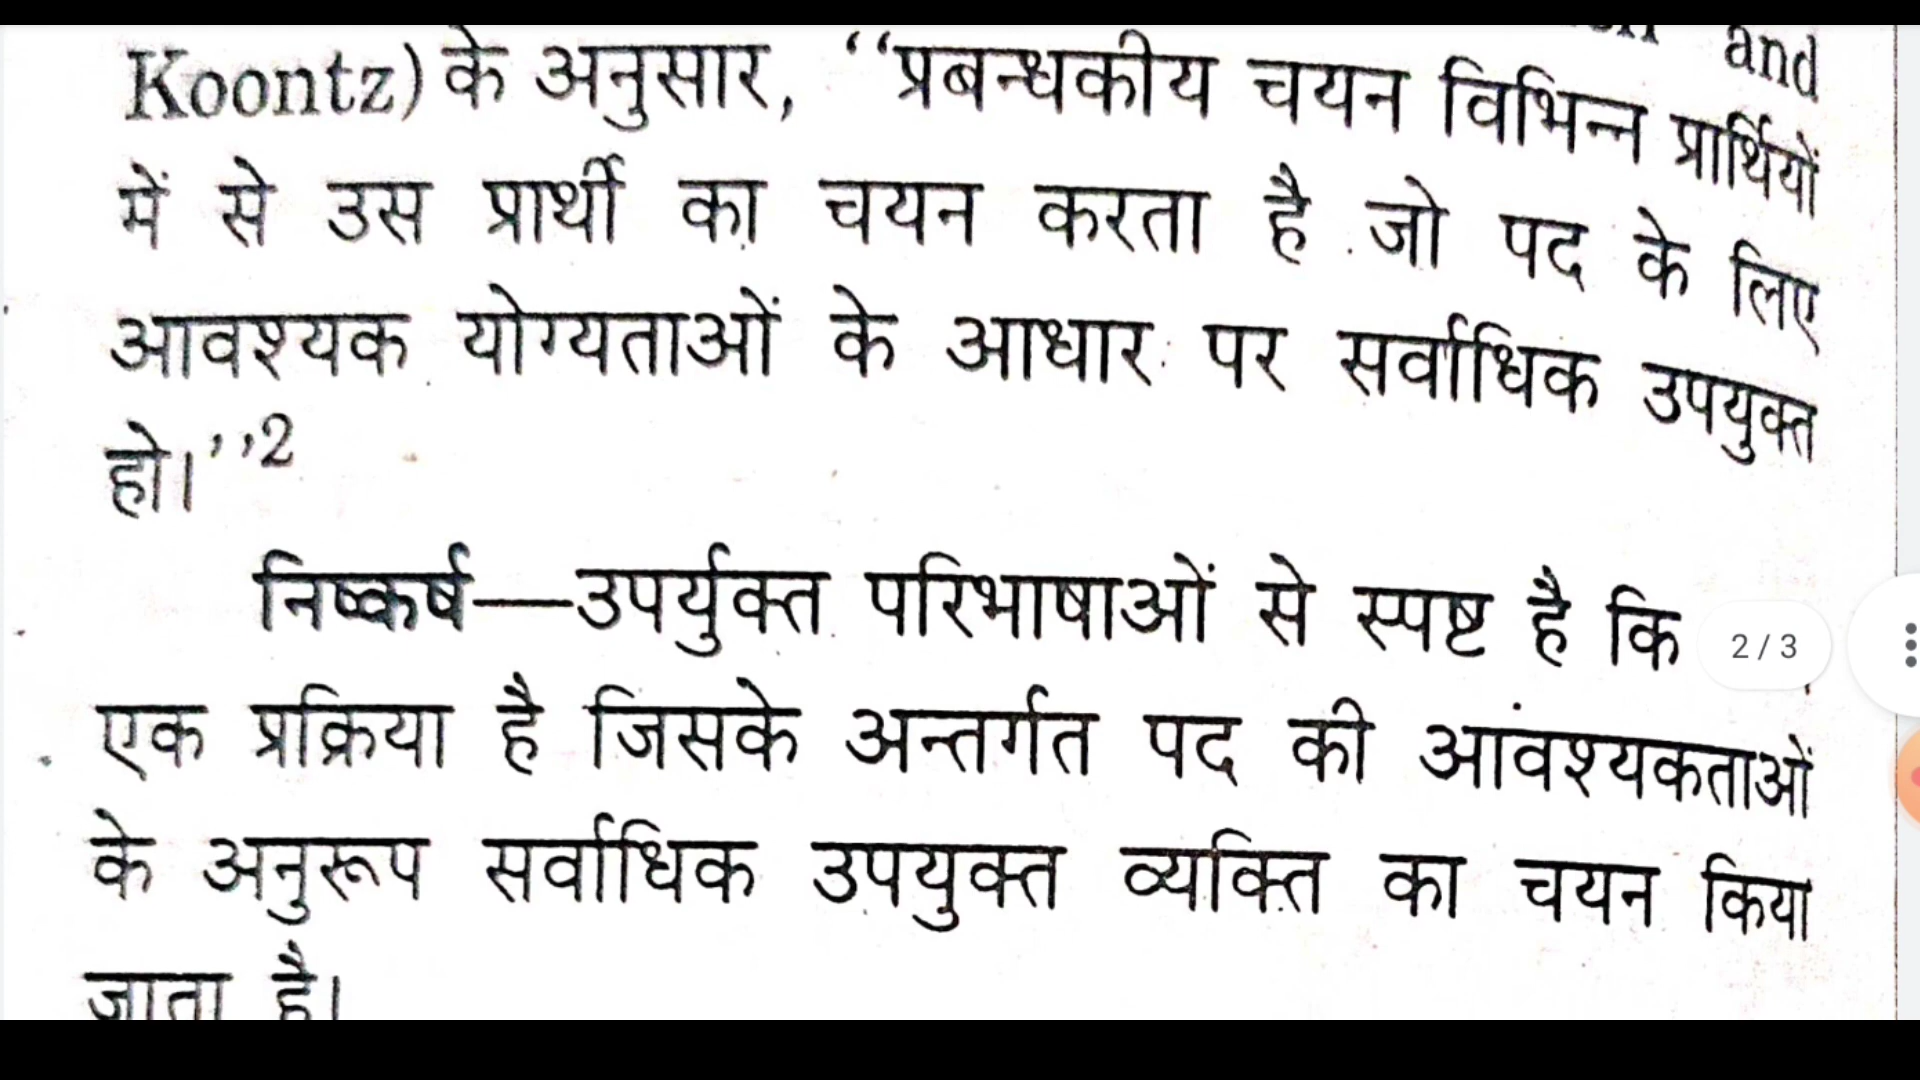 and
Koontz) के अनुसार, ‘‘प्रबन्धकीय चयन विभिन्न प्रार्थियों
में से उस प्रार्थी का चयन करता है जो पद के लिए
आवश्यक योग्यताओं के आधार पर सर्वाधिक उपयुक्त
हो।’’2
निष्कर्ष—उपर्युक्त परिभाषाओं से स्पष्ट है कि
2 / 3
एक प्रक्रिया है जिसके अन्तर्गत पद की आवश्यकताओं
के अनुरूप सर्वाधिक उपयुक्त व्यक्ति का चयन किया
जाता है।